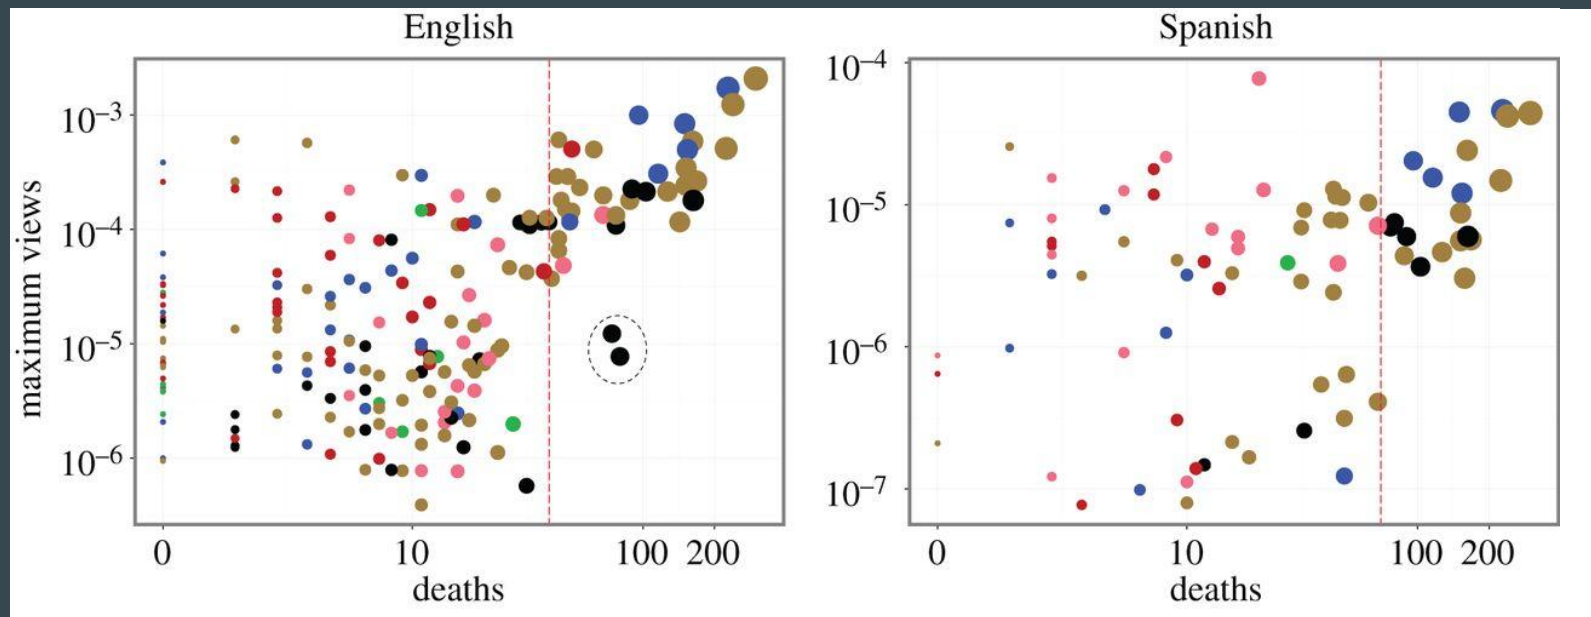 English
maximum views
10⁻³
10⁻⁴
10⁻⁵
10⁻⁶
0 10 100 200
deaths
Spanish
10⁻⁴
10⁻⁵
10⁻⁶
10⁻⁷
0 10 100 200
deaths